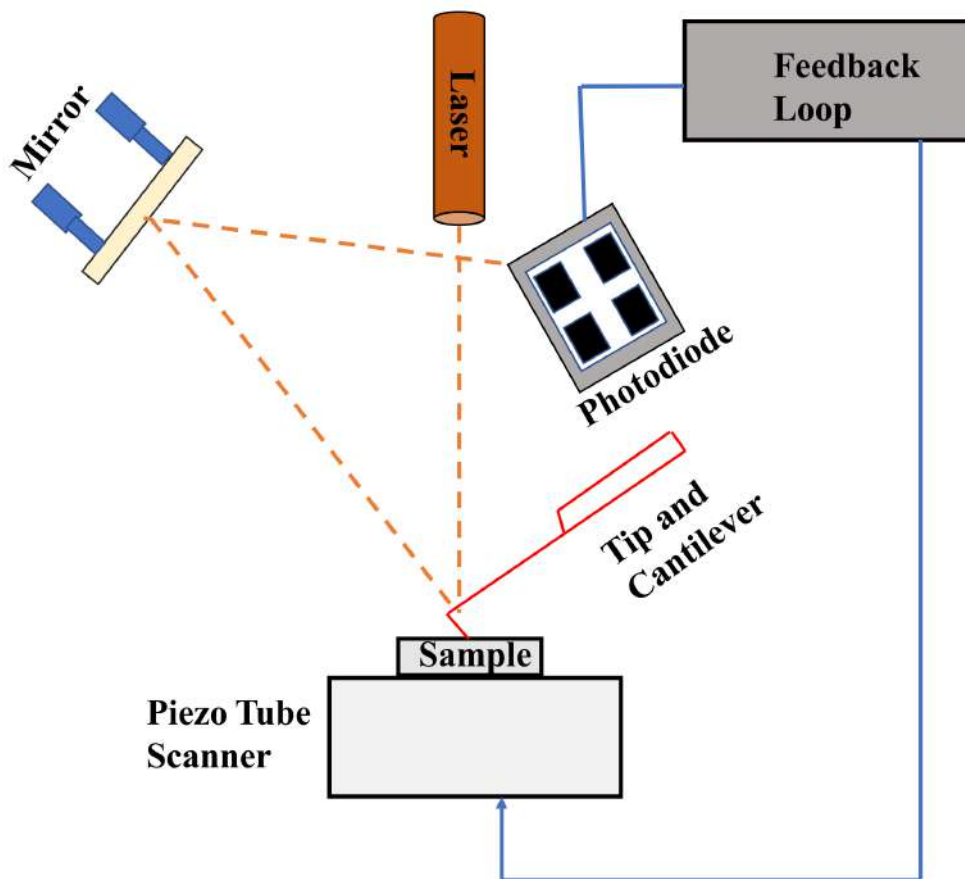 Mirror
Laser
Feedback
Loop
Photodiode
Tip and
Cantilever
Sample
Piezo Tube
Scanner